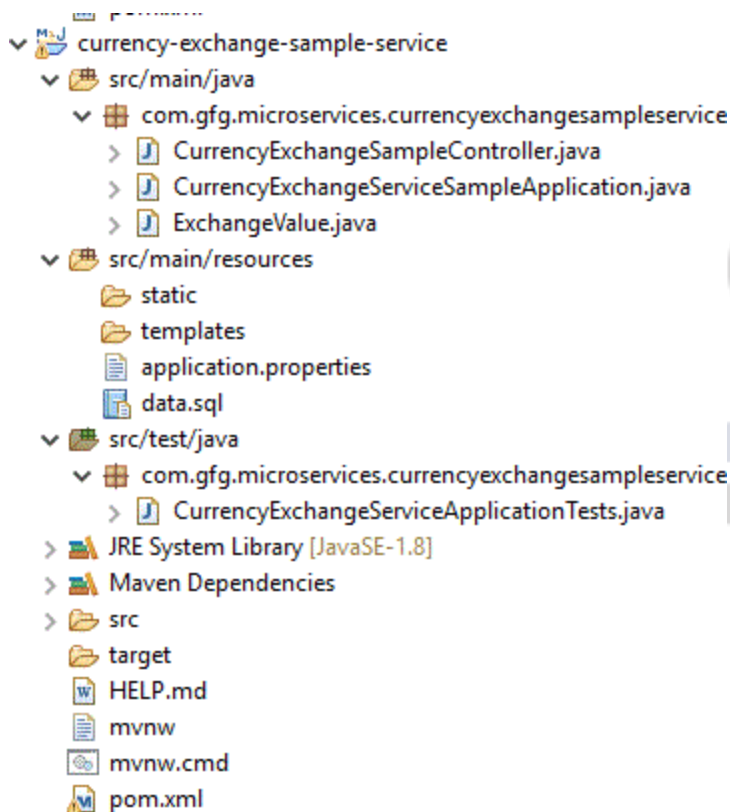 currency-exchange-sample-service
src/main/java
com.gfg.microservices.currencyexchangesampleservice
CurrencyExchangeSampleController.java
CurrencyExchangeServiceSampleApplication.java
ExchangeValue.java
src/main/resources
static
templates
application.properties
data.sql
src/test/java
com.gfg.microservices.currencyexchangesampleservice
CurrencyExchangeServiceApplicationTests.java
JRE System Library [JavaSE-1.8]
Maven Dependencies
src
target
HELP.md
mvnw
mvnw.cmd
pom.xml